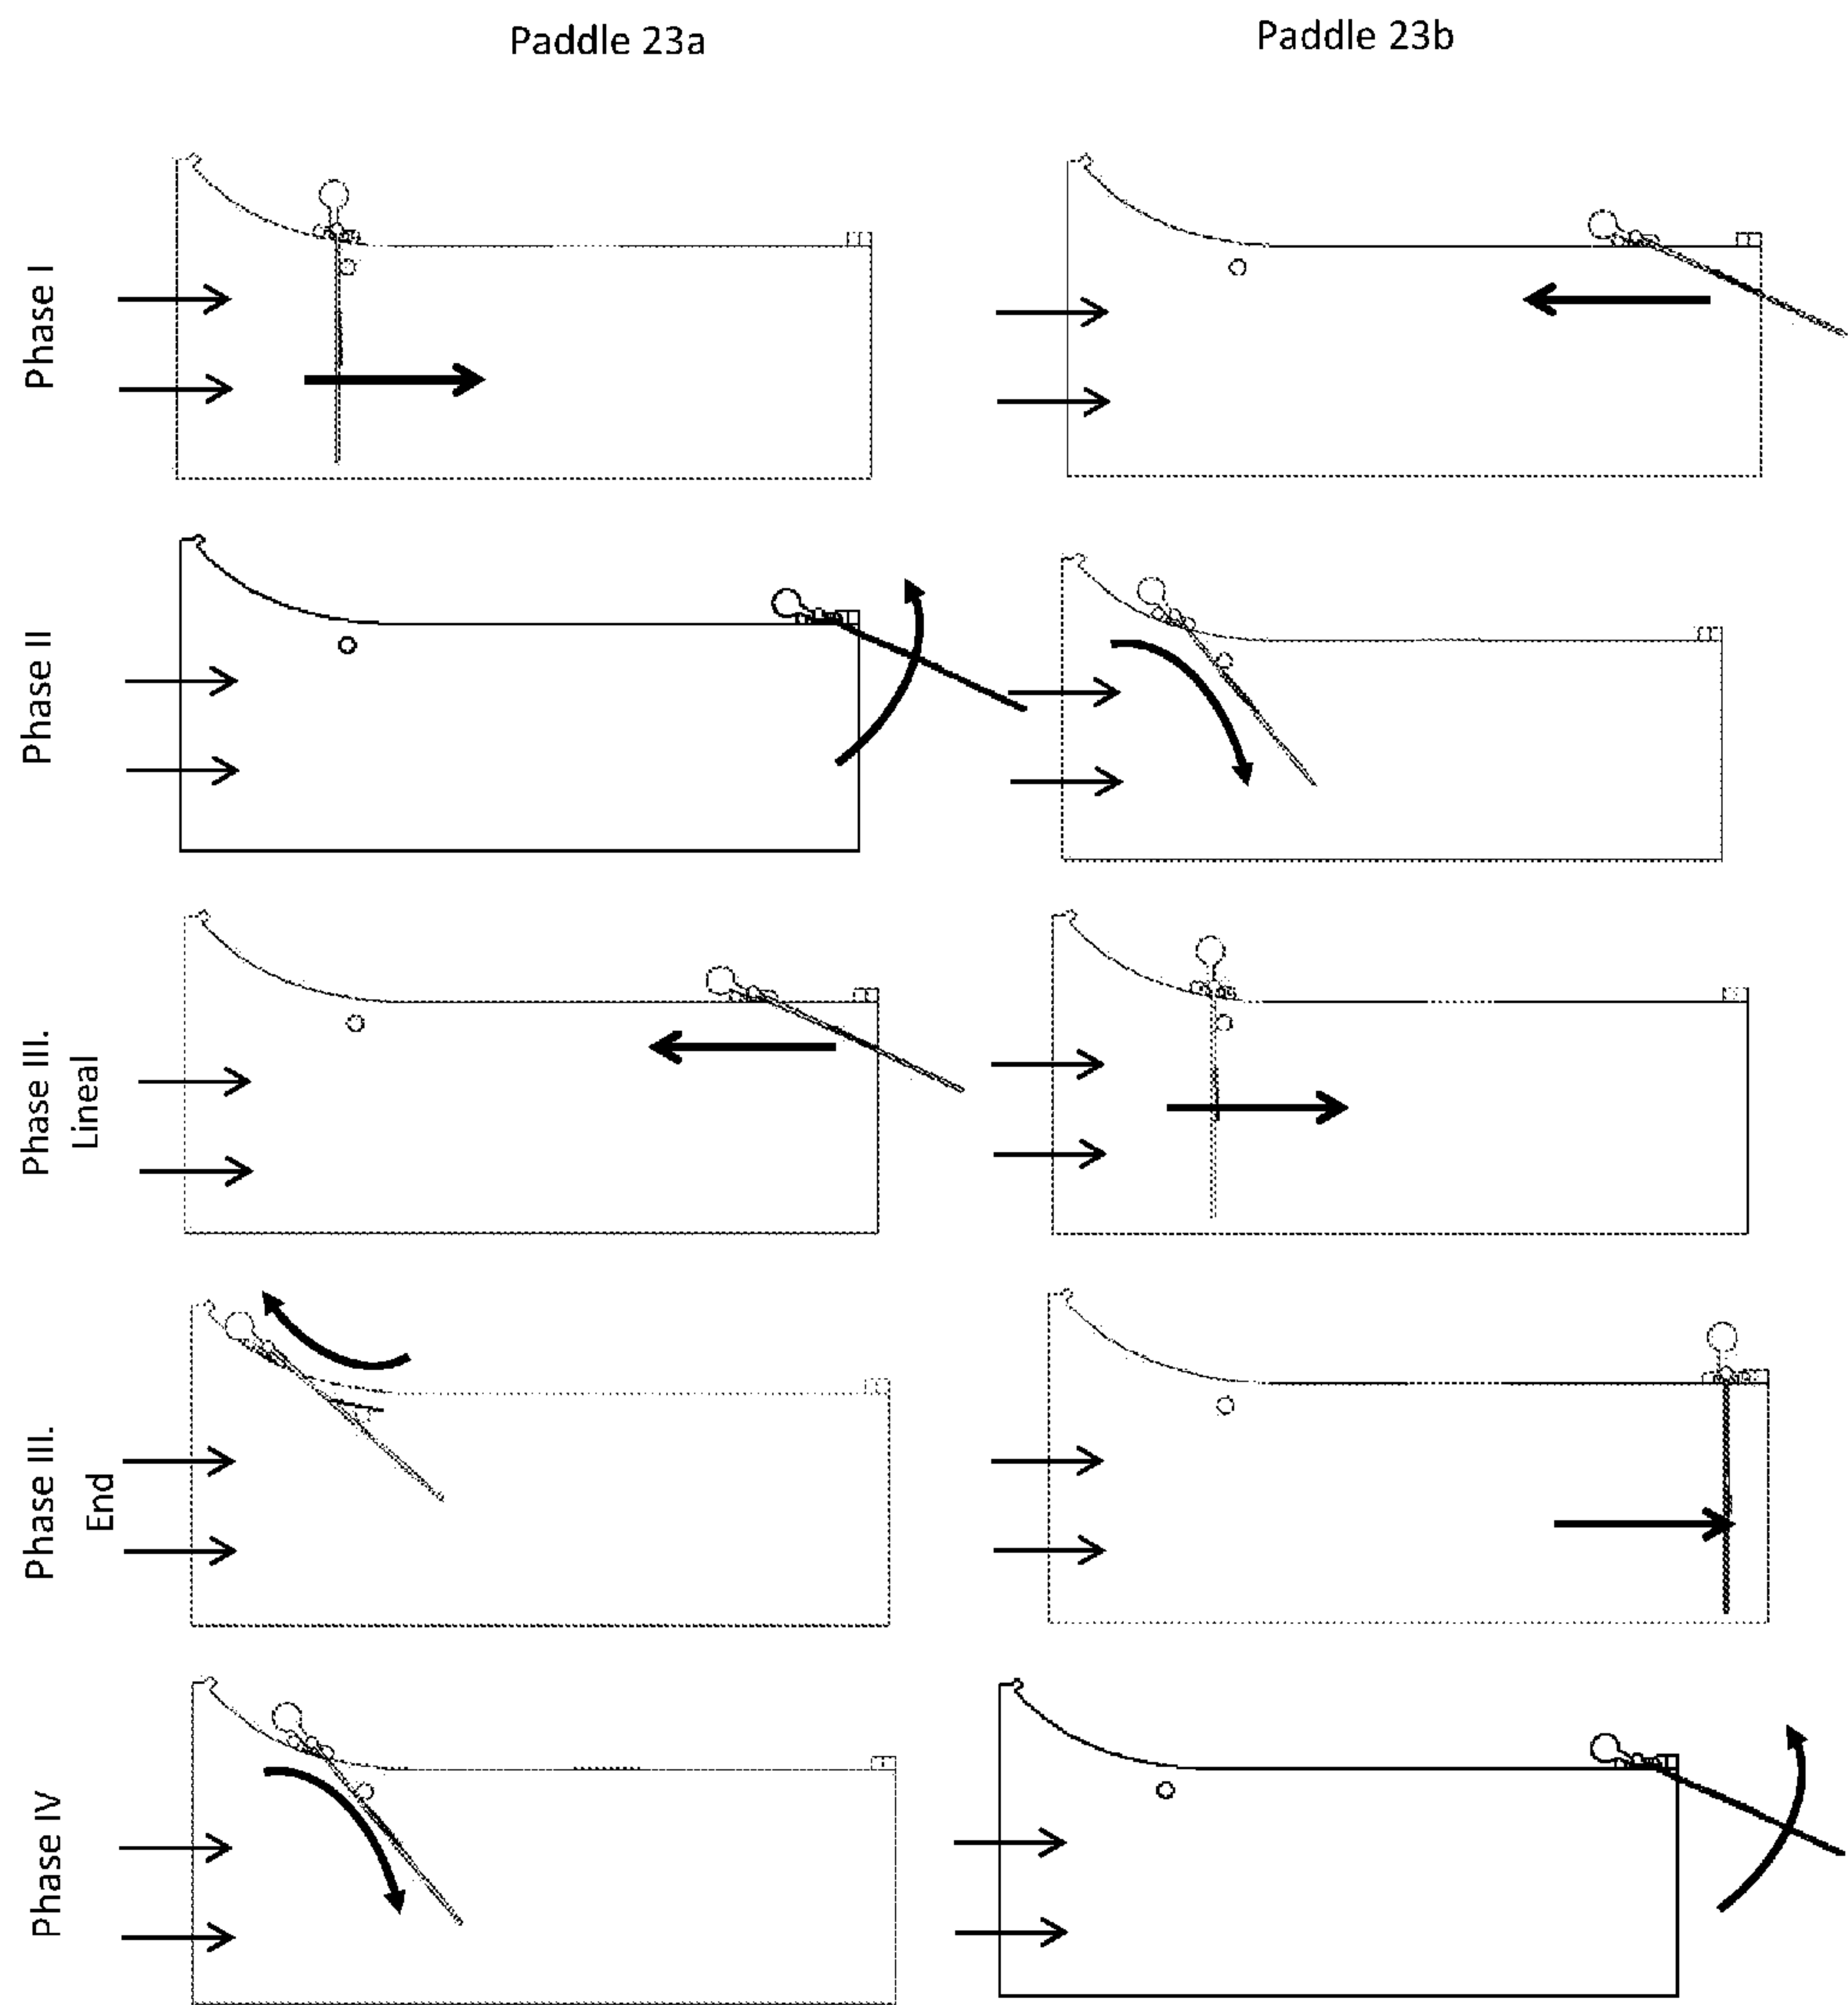 Paddle 23a
Paddle 23b
Phase I
Phase II
Phase III.
Lineal
Phase III.
End
Phase IV